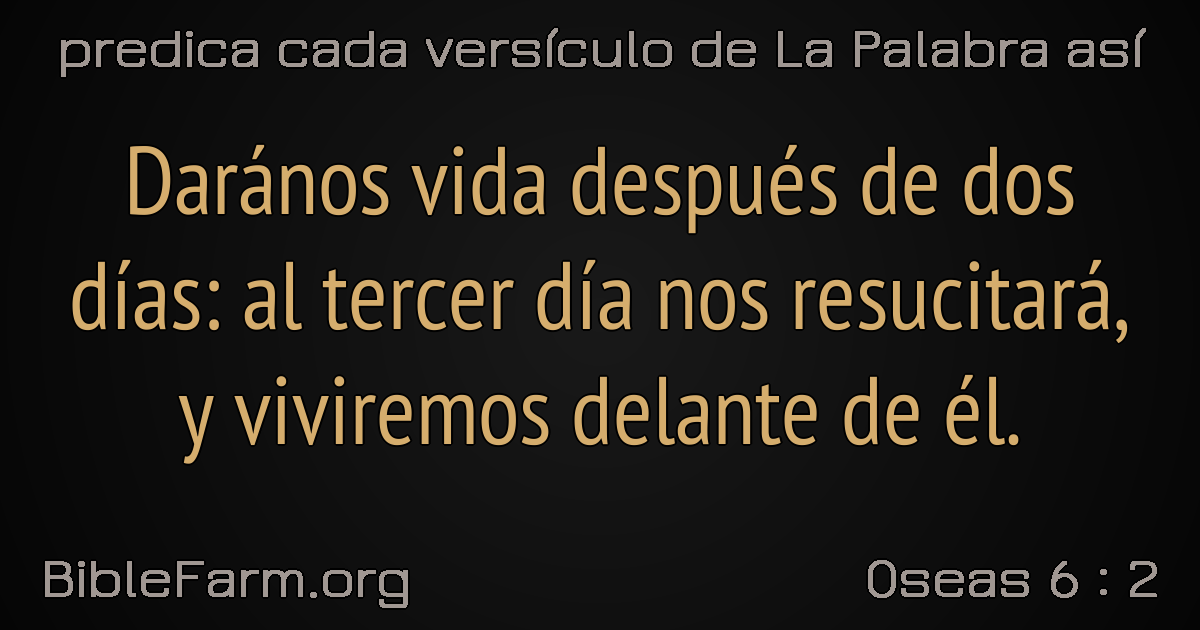 predica cada versículo de La Palabra así
Darános vida después de dos
días: al tercer día nos resucitará,
y viviremos delante de él.
BibleFarm.org
Oseas 6 : 2